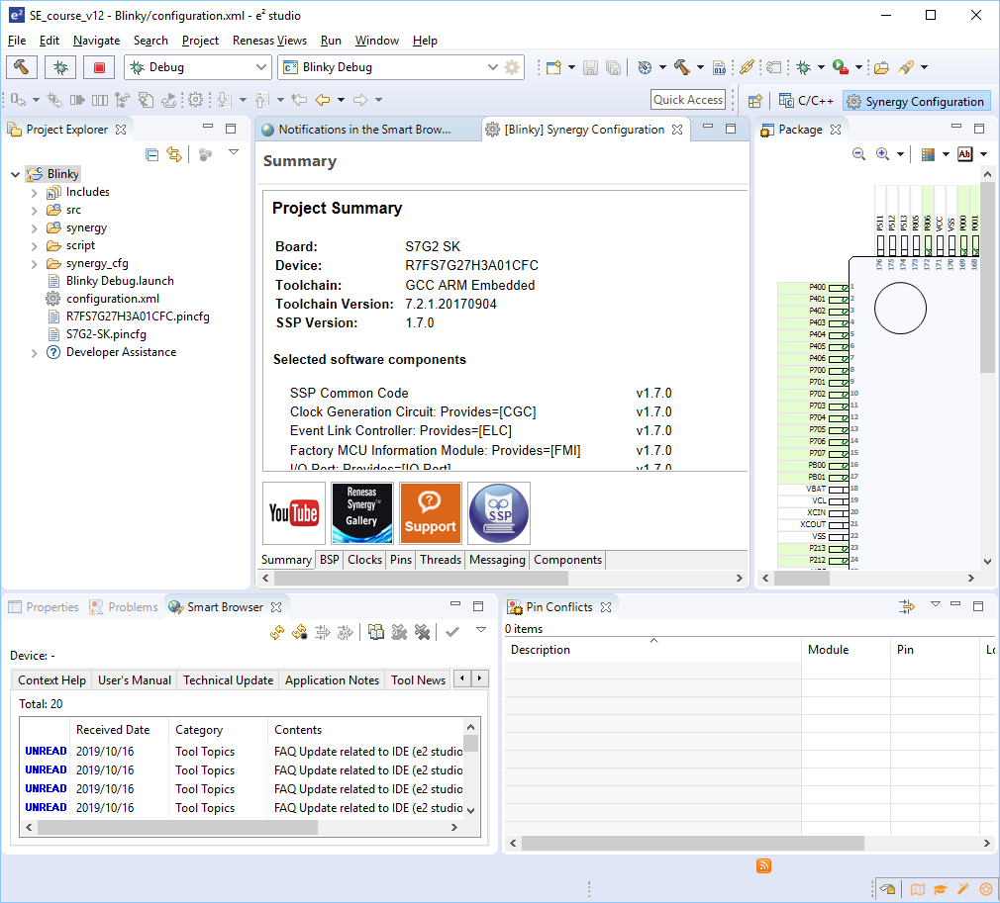 SE_course_v12 - Blinky/configuration.xml - e² studio
File Edit Navigate Search Project Renesas Views Run Window Help
Debug
Blinky Debug
Quick Access
C/C++
Synergy Configuration
Project Explorer
Blinky
Includes
src
synergy
script
synergy_cfg
Blinky Debug.launch
configuration.xml
R7FS7G27H3A01CFC.pincfg
S7G2-SK.pincfg
Developer Assistance
Notifications in the Smart Brow...
[Blinky] Synergy Configuration
Summary
Project Summary
Board: S7G2 SK
Device: R7FS7G27H3A01CFC
Toolchain: GCC ARM Embedded
Toolchain Version: 7.2.1.20170904
SSP Version: 1.7.0
Selected software components
SSP Common Code v1.7.0
Clock Generation Circuit: Provides=[CGC] v1.7.0
Event Link Controller: Provides=[ELC] v1.7.0
Factory MCU Information Module: Provides=[FMI] v1.7.0
I/O Port: Provides=[IO Port] v1.7.0
YouTube
Renesas Synergy™ Gallery
Support
SSP
Summary BSP Clocks Pins Threads Messaging Components
Package
P511 P512 P513 P805 P806 VCC VSS P000 P001
176 175 174 173 172 171 170 169 168
P400 1
P401 2
P402 3
P403 4
P404 5
P405 6
P406 7
P700 8
P701 9
P702 10
P703 11
P704 12
P705 13
P706 14
P707 15
PB00 16
PB01 17
VBAT 18
VCL 19
XCIN 20
XCOUT 21
VSS 22
P213 23
P212 24
Properties
Problems
Smart Browser
Device: -
Context Help User's Manual Technical Update Application Notes Tool News
Total: 20
Received Date Category Contents
UNREAD 2019/10/16 Tool Topics FAQ Update related to IDE (e2 studio
UNREAD 2019/10/16 Tool Topics FAQ Update related to IDE (e2 studio
UNREAD 2019/10/16 Tool Topics FAQ Update related to IDE (e2 studio
UNREAD 2019/10/16 Tool Topics FAQ Update related to IDE (e2 studio
Pin Conflicts
0 items
Description Module Pin Lo